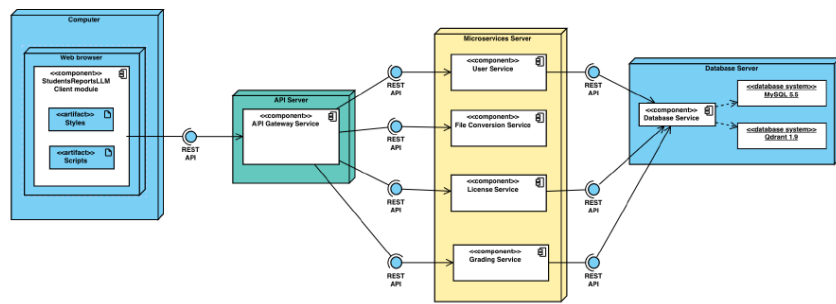 Computer
Web browser
<<component>>
StudentsReportsLLM
Client module
<<artifact>>
Styles
<<artifact>>
Scripts
REST
API
API Server
<<component>>
API Gateway Service
REST
API
REST
API
REST
API
REST
API
Microservices Server
<<component>>
User Service
<<component>>
File Conversion Service
<<component>>
License Service
<<component>>
Grading Service
REST
API
REST
API
REST
API
Database Server
<<component>>
Database Service
<<database system>>
MySQL 5.5
<<database system>>
Qdrant 1.9